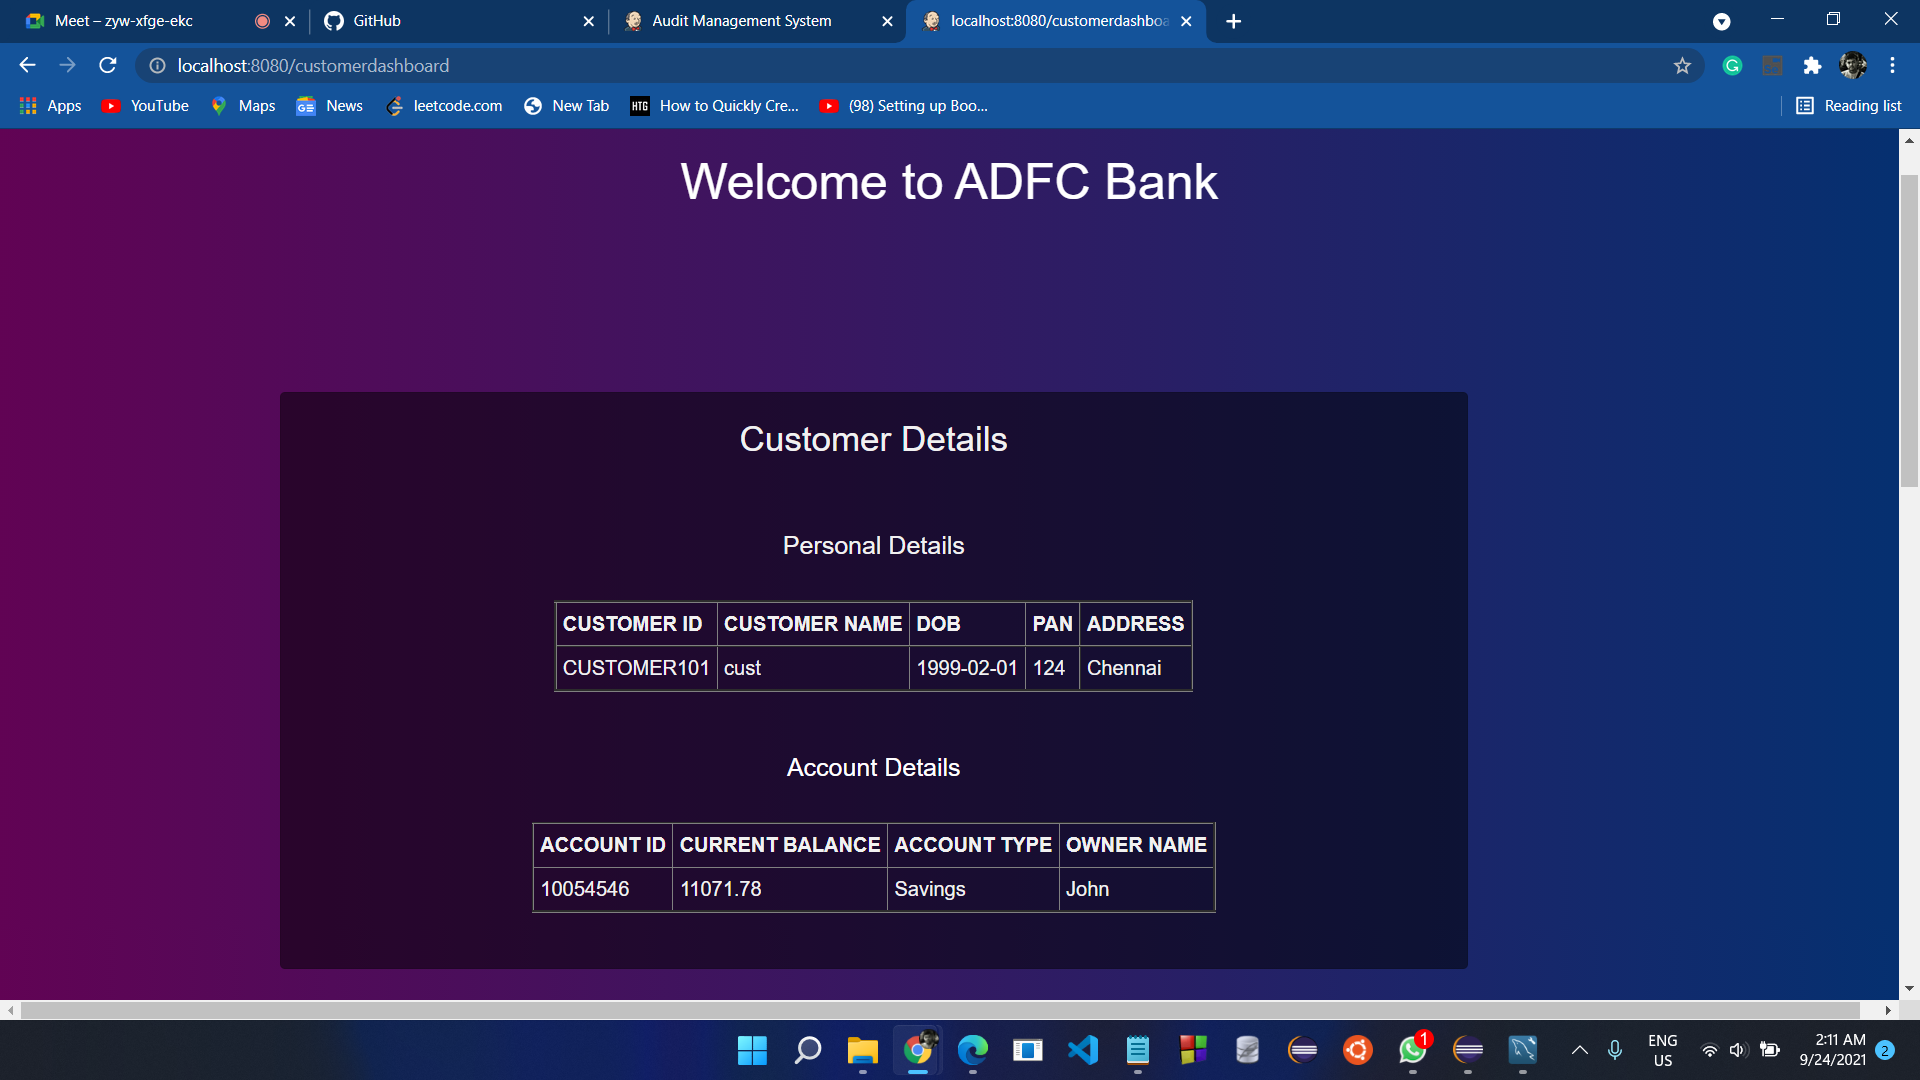 Meet – zyw-xfge-ekc
GitHub
Audit Management System
localhost:8080/customerdashboa
localhost:8080/customerdashboard
Apps
YouTube
Maps
News
leetcode.com
New Tab
HTG
How to Quickly Cre...
(98) Setting up Boo...
Reading list
Welcome to ADFC Bank
Customer Details
Personal Details
CUSTOMER ID CUSTOMER NAME DOB PAN ADDRESS
CUSTOMER101 cust 1999-02-01 124 Chennai
Account Details
ACCOUNT ID CURRENT BALANCE ACCOUNT TYPE OWNER NAME
10054546 11071.78 Savings John
1
ENG
US
2:11 AM
9/24/2021
2